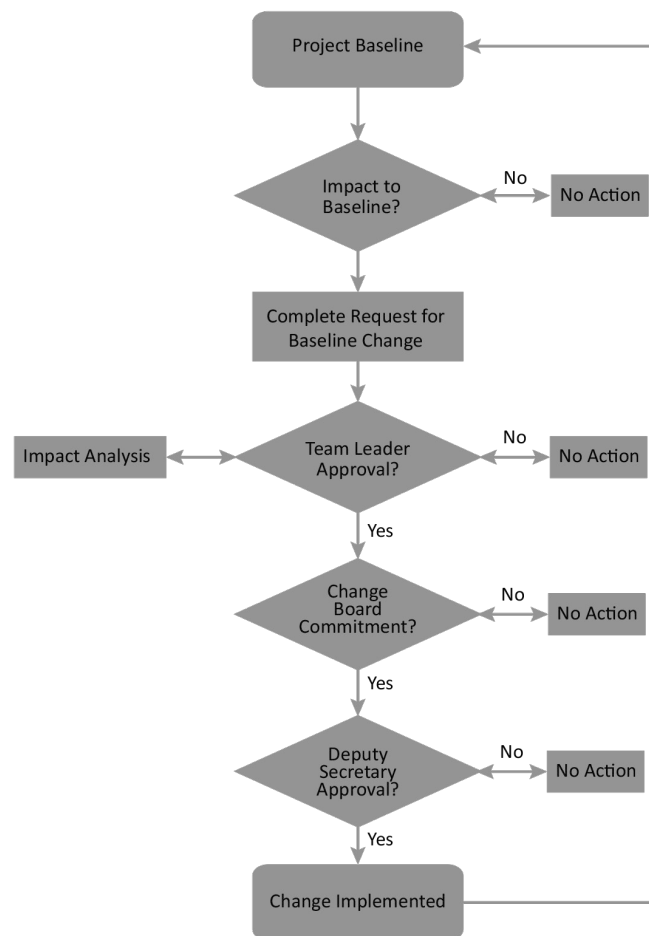 Project Baseline
Impact to
Baseline?
No
No Action
Complete Request for
Baseline Change
Impact Analysis
Team Leader
Approval?
No
No Action
Yes
Change
Board
Commitment?
No
No Action
Yes
Deputy
Secretary
Approval?
No
No Action
Yes
Change Implemented